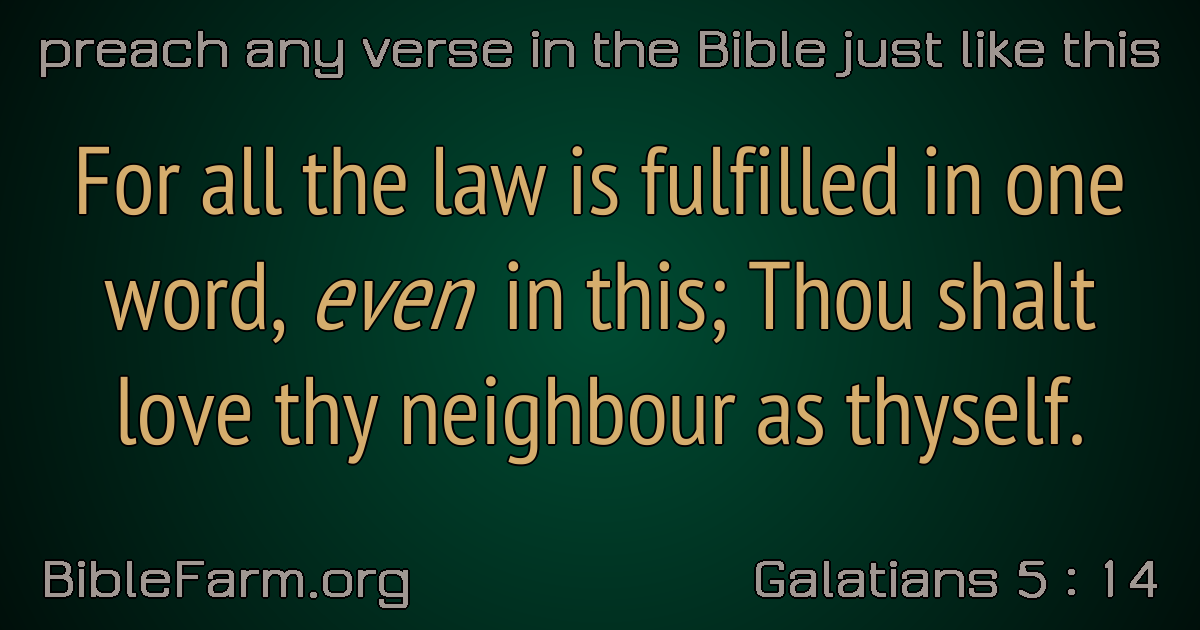 preach any verse in the Bible just like this
For all the law is fulfilled in one
word, even in this; Thou shalt
love thy neighbour as thyself.
BibleFarm.org
Galatians 5 : 14